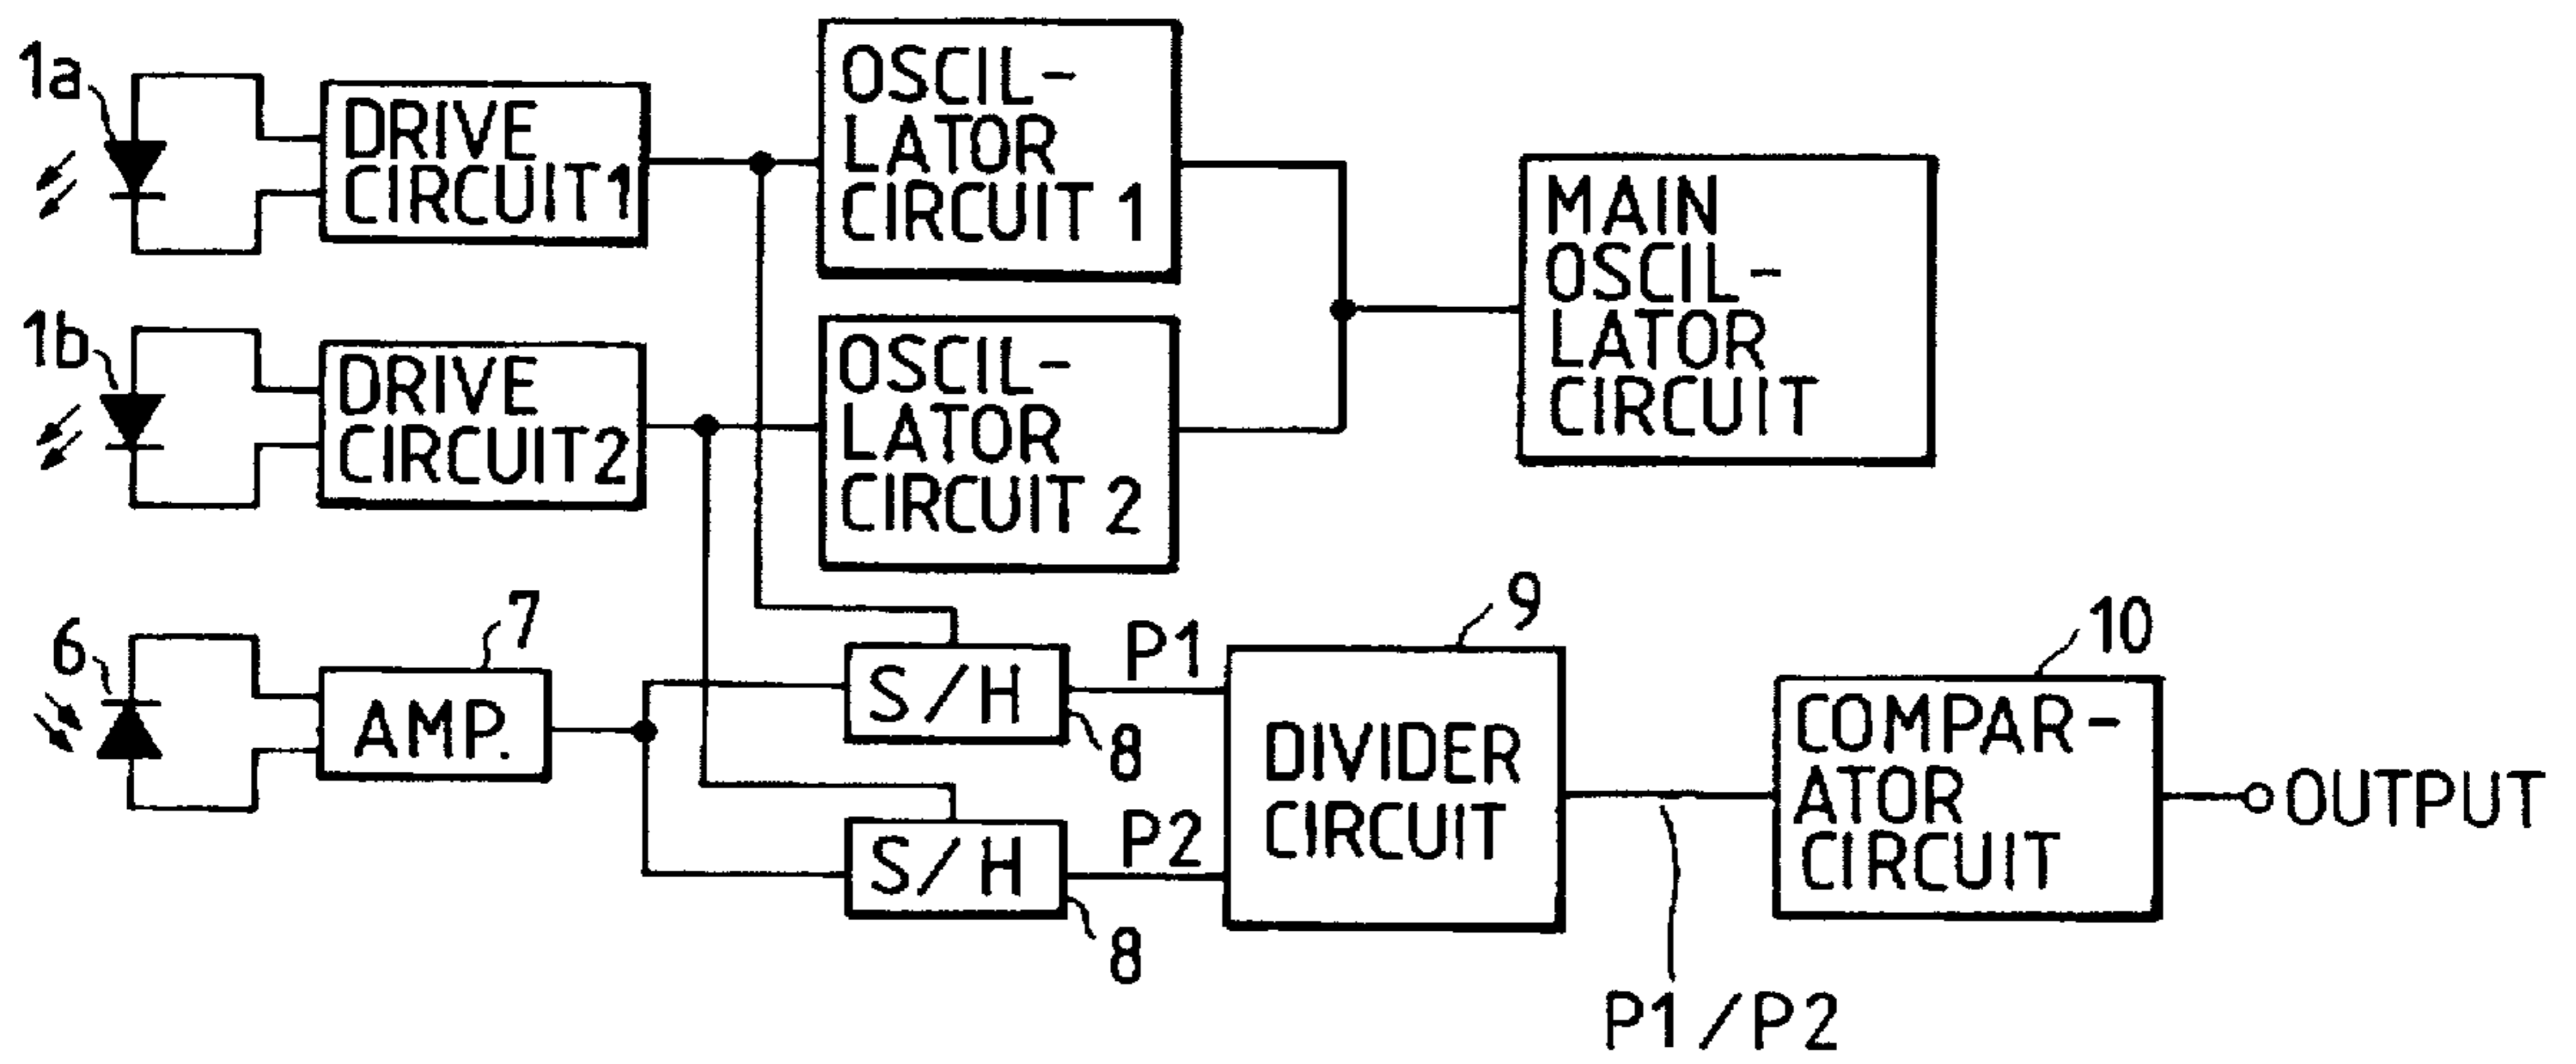 1a
DRIVE
CIRCUIT1
OSCIL-
LATOR
CIRCUIT 1
MAIN
OSCIL-
LATOR
CIRCUIT
1b
DRIVE
CIRCUIT2
OSCIL-
LATOR
CIRCUIT 2
6
7
AMP.
S/H
8
P1
S/H
8
P2
9
DIVIDER
CIRCUIT
P1/P2
10
COMPAR-
ATOR
CIRCUIT
OUTPUT